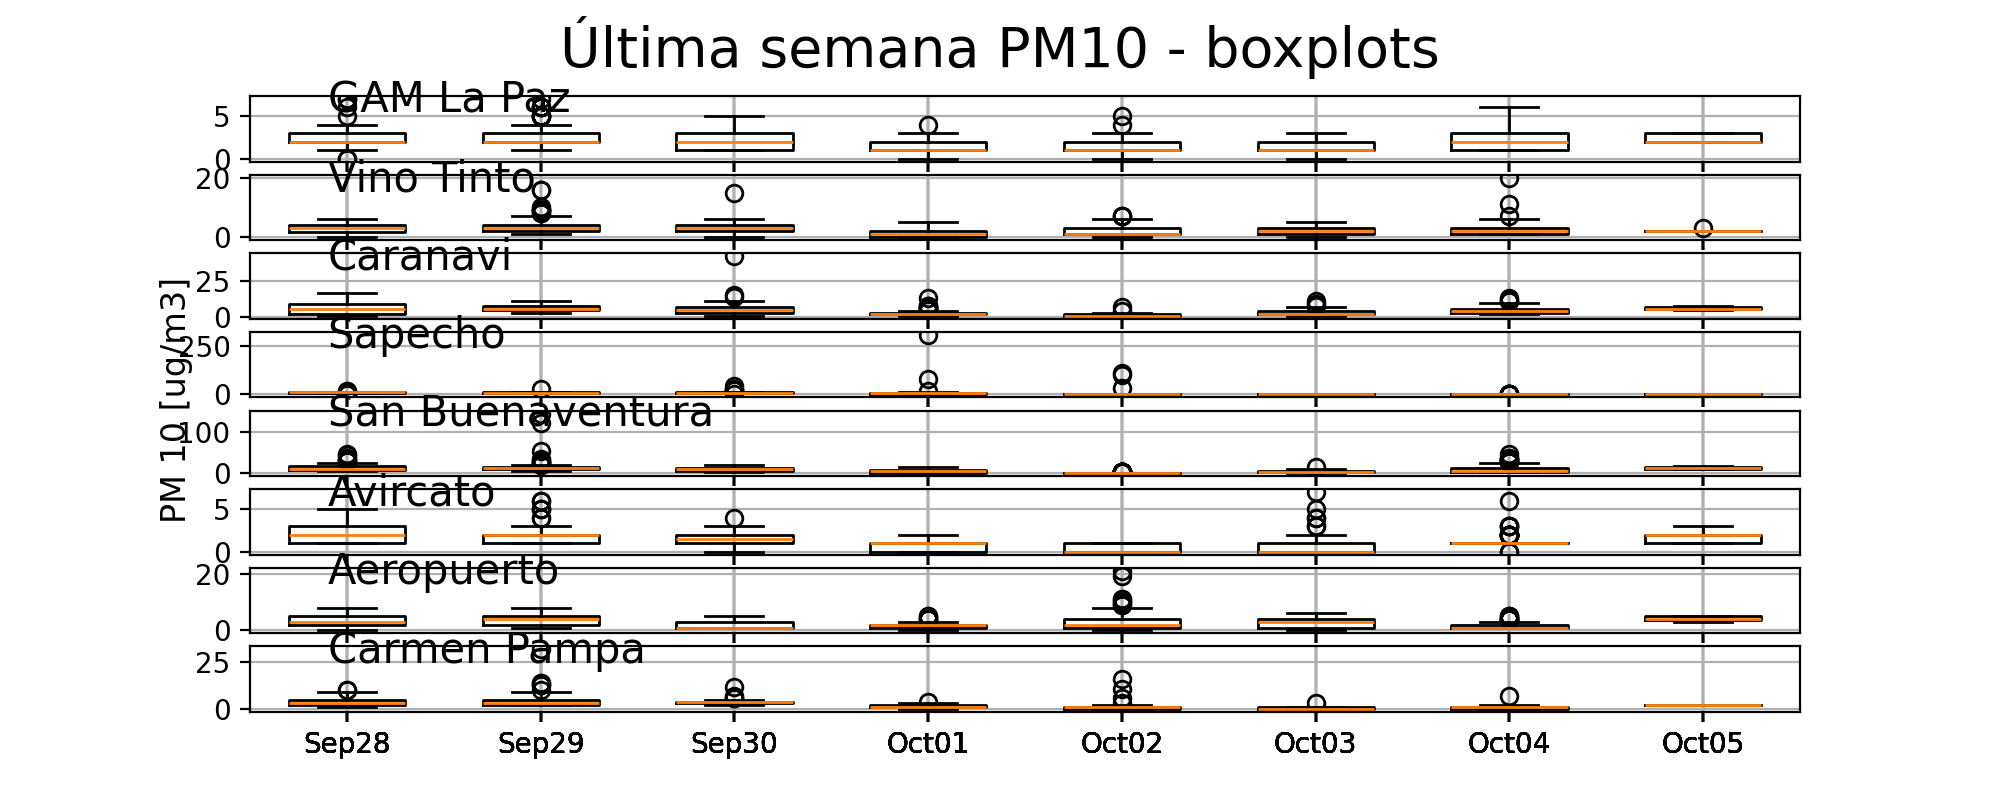 Última semana PM10 - boxplots
GAM La Paz
5
0
Vino Tinto
20
0
Caranavi
25
0
Sapecho
250
0
San Buenaventura
100
0
Avircato
5
0
Aeropuerto
20
0
Carmen Pampa
25
0
PM 10 [ug/m3]
Sep28 Sep29 Sep30 Oct01 Oct02 Oct03 Oct04 Oct05